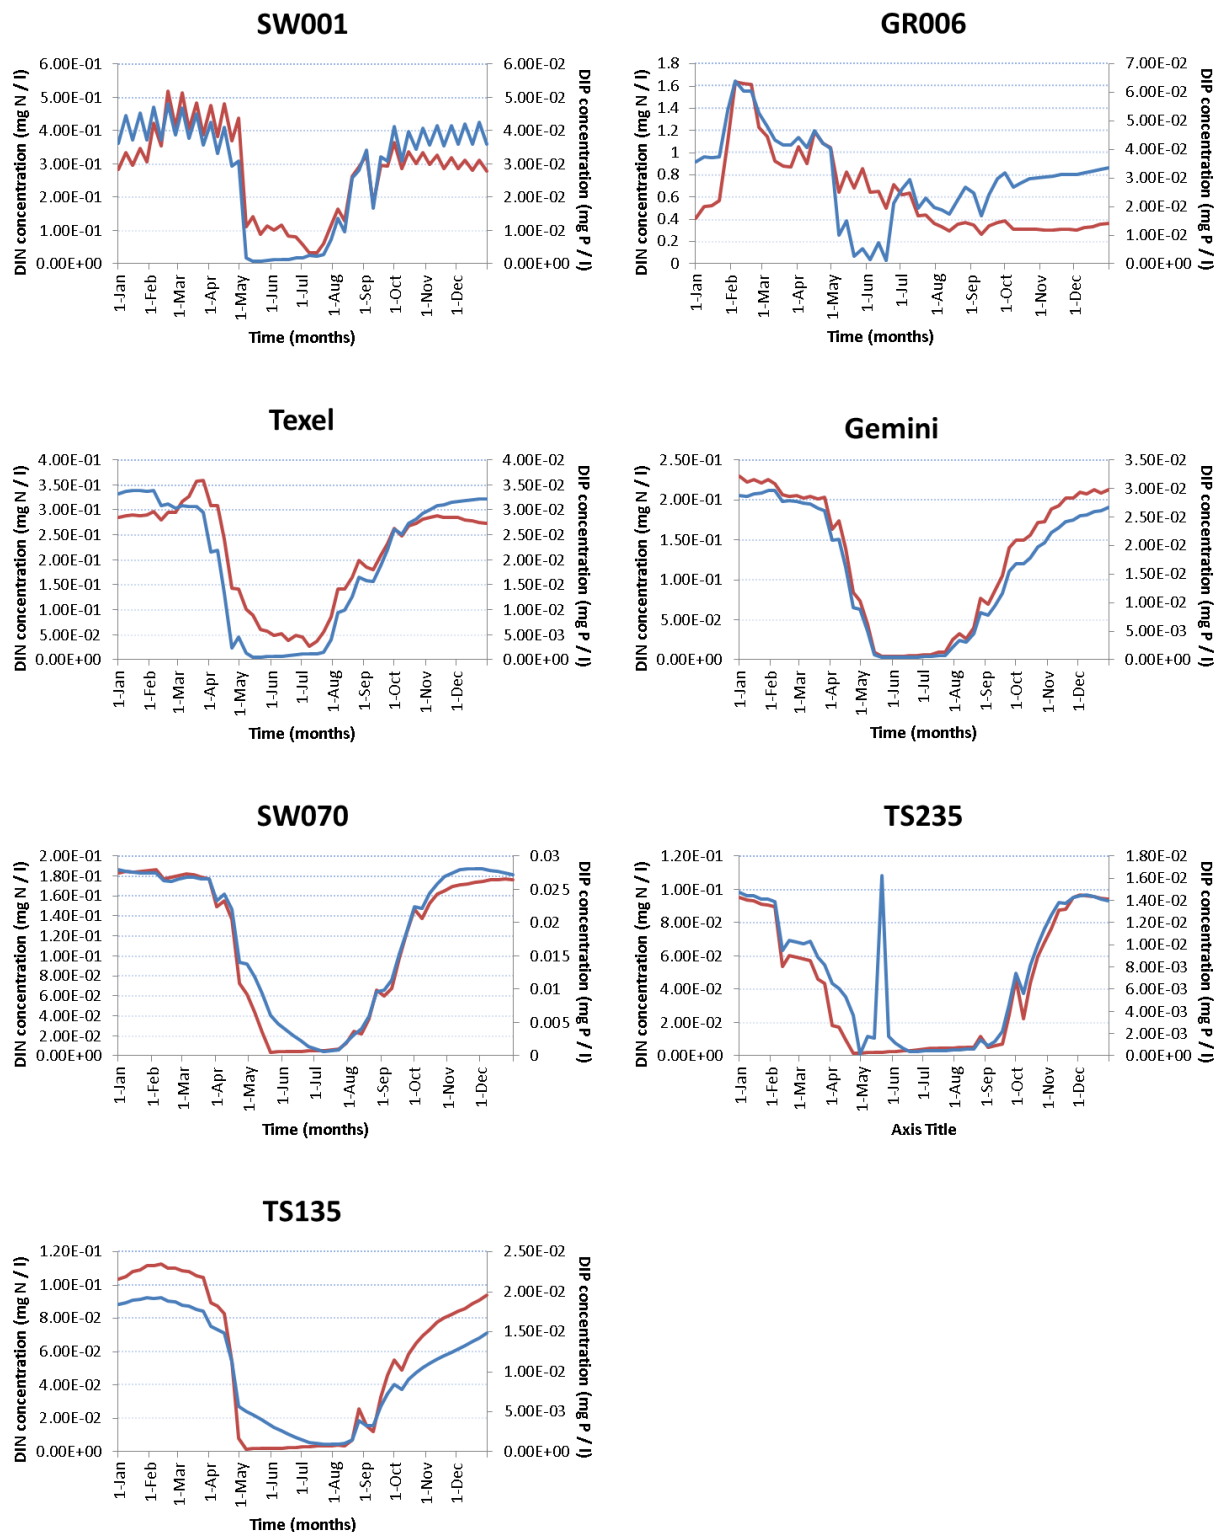 SW001
DIN concentration (mg N / l)
6.00E-01
5.00E-01
4.00E-01
3.00E-01
2.00E-01
1.00E-01
0.00E+00
6.00E-02
5.00E-02
4.00E-02
3.00E-02
2.00E-02
1.00E-02
0.00E+00
DIP concentration (mg P / l)
1-Jan
1-Feb
1-Mar
1-Apr
1-May
1-Jun
1-Jul
1-Aug
1-Sep
1-Oct
1-Nov
1-Dec
Time (months)
GR006
DIN concentration (mg N / l)
1.8
1.6
1.4
1.2
1
0.8
0.6
0.4
0.2
0
7.00E-02
6.00E-02
5.00E-02
4.00E-02
3.00E-02
2.00E-02
1.00E-02
0.00E+00
DIP concentration (mg P / l)
1-Jan
1-Feb
1-Mar
1-Apr
1-May
1-Jun
1-Jul
1-Aug
1-Sep
1-Oct
1-Nov
1-Dec
Time (months)
Texel
DIN concentration (mg N / l)
4.00E-01
3.50E-01
3.00E-01
2.50E-01
2.00E-01
1.50E-01
1.00E-01
5.00E-02
0.00E+00
4.00E-02
3.50E-02
3.00E-02
2.50E-02
2.00E-02
1.50E-02
1.00E-02
5.00E-03
0.00E+00
DIP concentration (mg P / l)
1-Jan
1-Feb
1-Mar
1-Apr
1-May
1-Jun
1-Jul
1-Aug
1-Sep
1-Oct
1-Nov
1-Dec
Time (months)
Gemini
DIN concentration (mg N / l)
2.50E-01
2.00E-01
1.50E-01
1.00E-01
5.00E-02
0.00E+00
3.50E-02
3.00E-02
2.50E-02
2.00E-02
1.50E-02
1.00E-02
5.00E-03
0.00E+00
DIP concentration (mg P / l)
1-Jan
1-Feb
1-Mar
1-Apr
1-May
1-Jun
1-Jul
1-Aug
1-Sep
1-Oct
1-Nov
1-Dec
Time (months)
SW070
DIN concentration (mg N / l)
2.00E-01
1.80E-01
1.60E-01
1.40E-01
1.20E-01
1.00E-01
8.00E-02
6.00E-02
4.00E-02
2.00E-02
0.00E+00
0.03
0.025
0.02
0.015
0.01
0.005
0
DIP concentration (mg P / l)
1-Jan
1-Feb
1-Mar
1-Apr
1-May
1-Jun
1-Jul
1-Aug
1-Sep
1-Oct
1-Nov
1-Dec
Time (months)
TS235
DIN concentration (mg N / l)
1.20E-01
1.00E-01
8.00E-02
6.00E-02
4.00E-02
2.00E-02
0.00E+00
1.80E-02
1.60E-02
1.40E-02
1.20E-02
1.00E-02
8.00E-03
6.00E-03
4.00E-03
2.00E-03
0.00E+00
DIP concentration (mg P / l)
1-Jan
1-Feb
1-Mar
1-Apr
1-May
1-Jun
1-Jul
1-Aug
1-Sep
1-Oct
1-Nov
1-Dec
Axis Title
TS135
DIN concentration (mg N / l)
1.20E-01
1.00E-01
8.00E-02
6.00E-02
4.00E-02
2.00E-02
0.00E+00
2.50E-02
2.00E-02
1.50E-02
1.00E-02
5.00E-03
0.00E+00
DIP concentration (mg P / l)
1-Jan
1-Feb
1-Mar
1-Apr
1-May
1-Jun
1-Jul
1-Aug
1-Sep
1-Oct
1-Nov
1-Dec
Time (months)